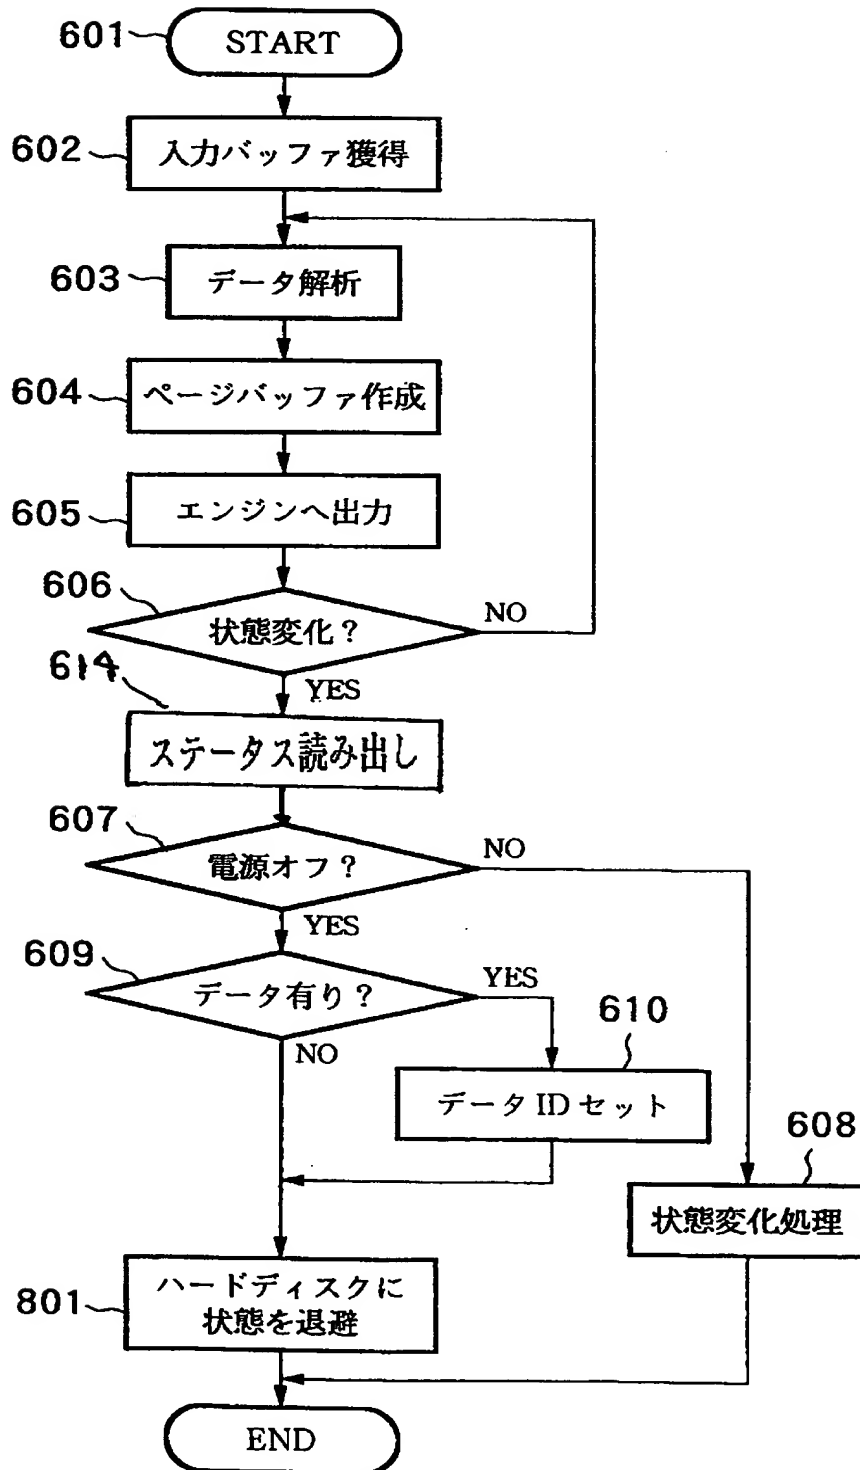 601
START
602
入力バッファ獲得
603
データ解析
604
ページバッファ作成
605
エンジンへ出力
606
状態変化？
NO
YES
614
ステータス読み出し
607
電源オフ？
NO
YES
609
データ有り？
YES
NO
610
データ ID セット
608
状態変化処理
801
ハードディスクに
状態を退避
END